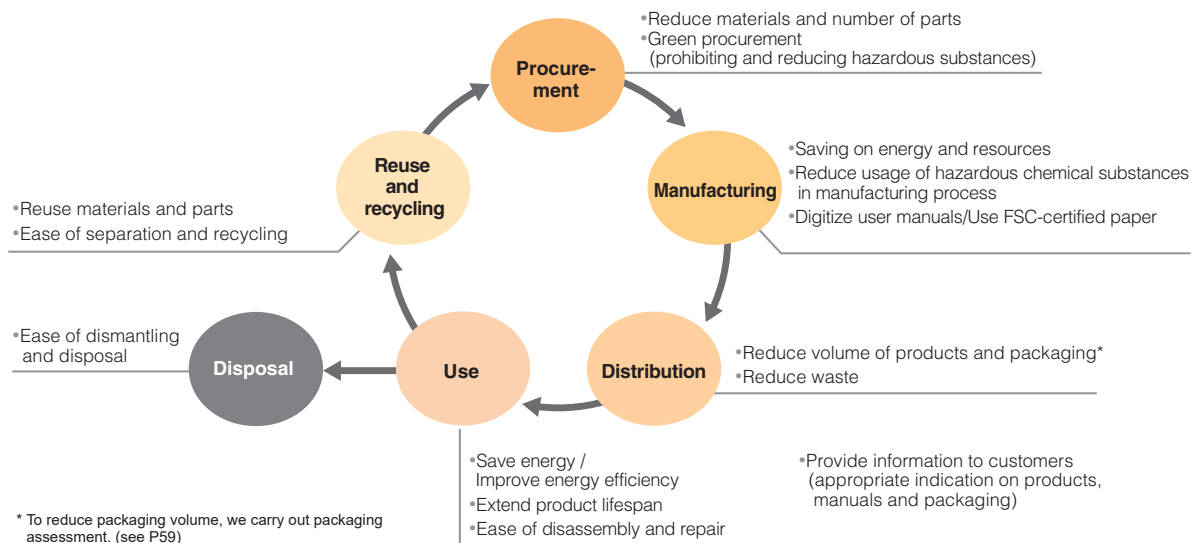 •Reduce materials and number of parts
•Green procurement
(prohibiting and reducing hazardous substances)
Procure-
ment
•Saving on energy and resources
•Reduce usage of hazardous chemical substances
in manufacturing process
•Digitize user manuals/Use FSC-certified paper
Manufacturing
Reuse
and
recycling
•Reuse materials and parts
•Ease of separation and recycling
•Ease of dismantling
and disposal
Disposal
Use
Distribution
•Reduce volume of products and packaging*
•Reduce waste
•Save energy /
Improve energy efficiency
•Extend product lifespan
•Ease of disassembly and repair
•Provide information to customers
(appropriate indication on products,
manuals and packaging)
* To reduce packaging volume, we carry out packaging
assessment. (see P59)